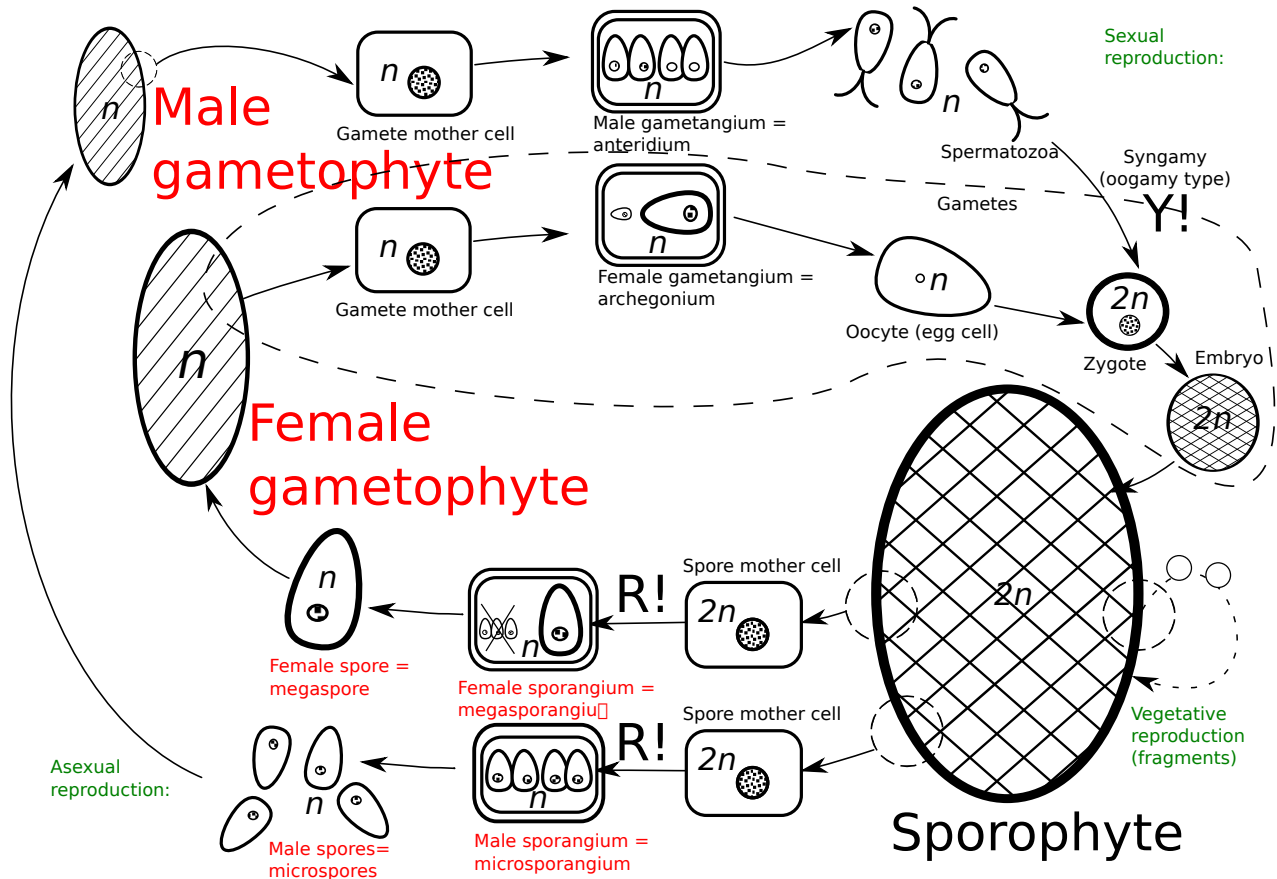 Sexual
reproduction:
n
n
Male
gametophyte
Gamete mother cell
n
Male gametangium =
anteridium
n
Spermatozoa
Syngamy
(oogamy type)
Y!
Gametes
n
Gamete mother cell
n
Female gametangium =
archegonium
n
Oocyte (egg cell)
2n
Zygote
Embryo
2n
n
Female
gametophyte
n
Female spore =
megaspore
n
Female sporangium =
megasporangiu▯
R!
Spore mother cell
2n
2n
Vegetative
reproduction
(fragments)
Sporophyte
Spore mother cell
2n
R!
n
Male sporangium =
microsporangium
n
Male spores=
microspores
Asexual
reproduction: